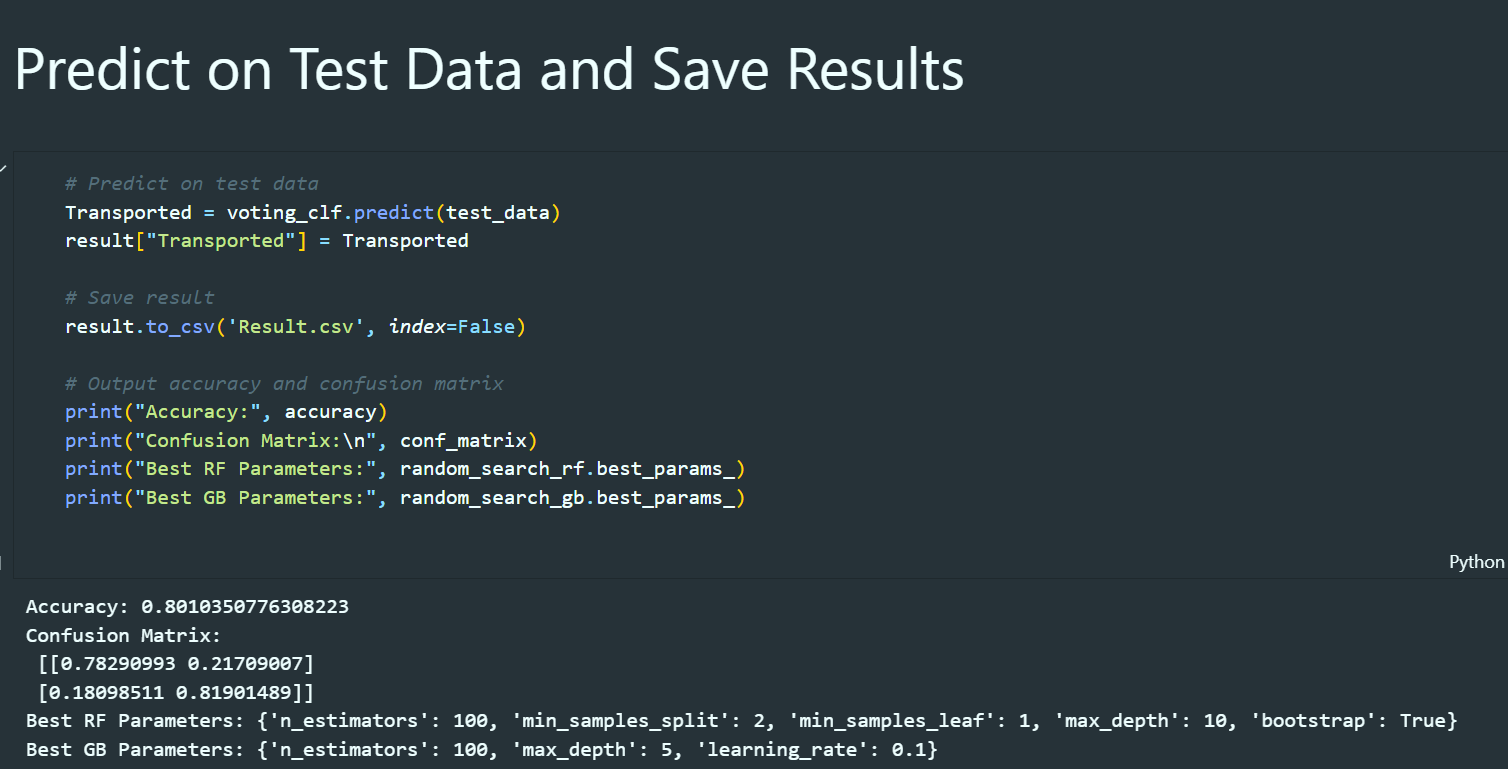 Predict on Test Data and Save Results
# Predict on test data
Transported = voting_clf.predict(test_data)
result["Transported"] = Transported
# Save result
result.to_csv('Result.csv', index=False)
# Output accuracy and confusion matrix
print("Accuracy:", accuracy)
print("Confusion Matrix:\n", conf_matrix)
print("Best RF Parameters:", random_search_rf.best_params_)
print("Best GB Parameters:", random_search_gb.best_params_)
Python
Accuracy: 0.8010350776308223
Confusion Matrix:
[[0.78290993 0.21709007]
[0.18098511 0.81901489]]
Best RF Parameters: {'n_estimators': 100, 'min_samples_split': 2, 'min_samples_leaf': 1, 'max_depth': 10, 'bootstrap': True}
Best GB Parameters: {'n_estimators': 100, 'max_depth': 5, 'learning_rate': 0.1}